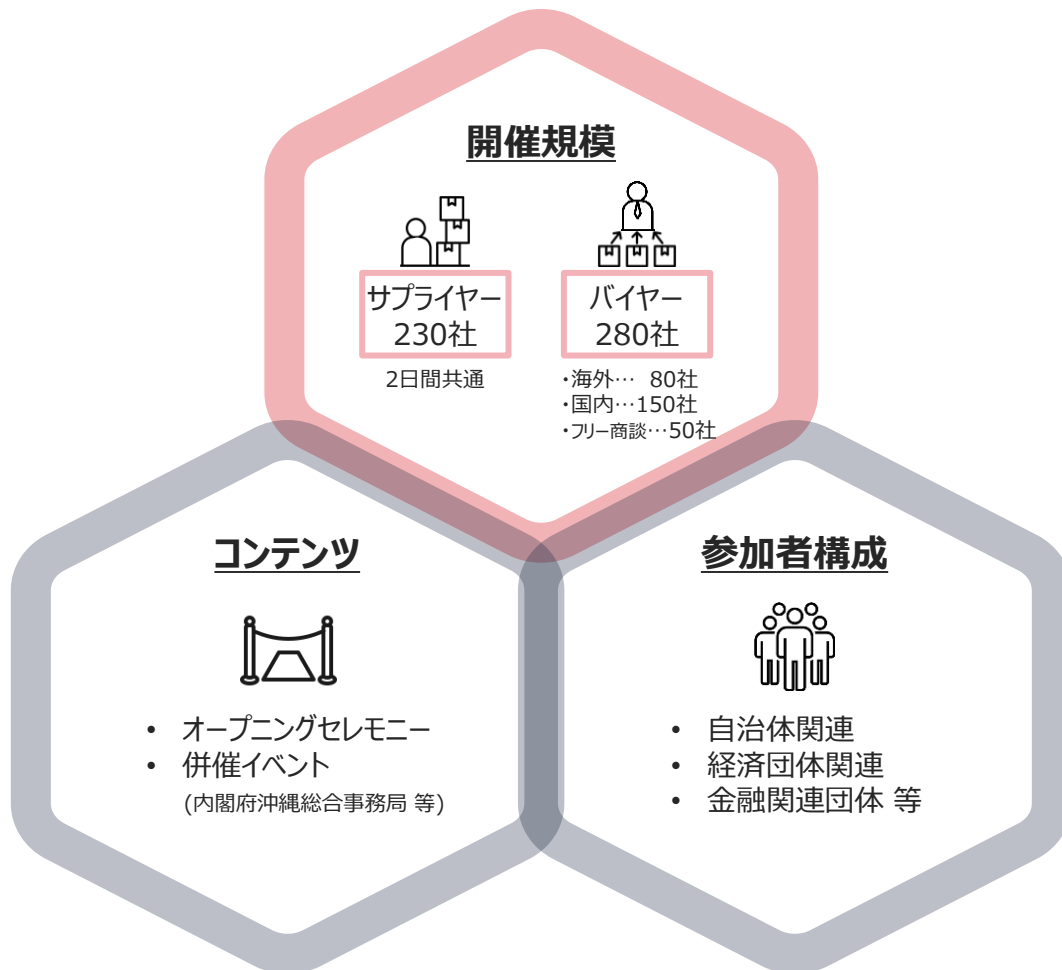 開催規模
サプライヤー
230社
2日間共通
バイヤー
280社
・海外… 80社
・国内…150社
・フリー商談…50社
コンテンツ
• オープニングセレモニー
• 併催イベント
(内閣府沖縄総合事務局 等)
参加者構成
• 自治体関連
• 経済団体関連
• 金融関連団体 等